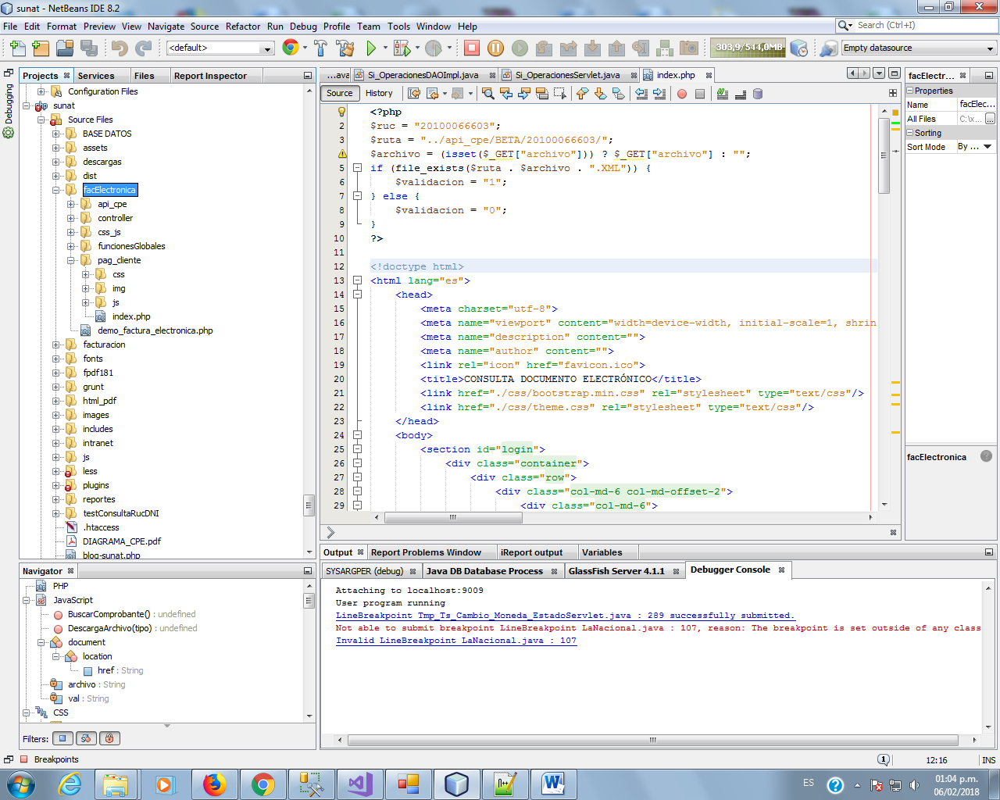 sunat - NetBeans IDE 8.2
File Edit Format Preview View Navigate Source Refactor Run Debug Profile Team Tools Window Help
Search (Ctrl+I)
<default>
303,9/544,0MB
Empty datasource
Debugging
Projects Services Files Report Inspector
Configuration Files
sunat
Source Files
BASE DATOS
assets
descargas
dist
facElectronica
api_cpe
controller
css_js
funcionesGlobales
pag_cliente
css
img
js
index.php
demo_factura_electronica.php
facturacion
fonts
fpdf181
grunt
html_pdf
images
includes
intranet
js
less
plugins
reportes
testConsultaRucDNI
.htaccess
DIAGRAMA_CPE.pdf
blog-sunat.php
...ava Si_OperacionesDAOImpl.java Si_OperacionesServlet.java index.php
Source History
<?php
2 $ruc = "20100066603";
3 $ruta = "../api_cpe/BETA/20100066603/";
$archivo = (isset($_GET["archivo"])) ? $_GET["archivo"] : "";
5 if (file_exists($ruta . $archivo . ".XML")) {
6 $validacion = "1";
7 } else {
8 $validacion = "0";
9 }
10 ?>
11
12 <!doctype html>
13 <html lang="es">
14 <head>
15 <meta charset="utf-8">
16 <meta name="viewport" content="width=device-width, initial-scale=1, shrin
17 <meta name="description" content="">
18 <meta name="author" content="">
19 <link rel="icon" href="favicon.ico">
20 <title>CONSULTA DOCUMENTO ELECTRÓNICO</title>
21 <link href="./css/bootstrap.min.css" rel="stylesheet" type="text/css"/>
22 <link href="./css/theme.css" rel="stylesheet" type="text/css"/>
23 </head>
24 <body>
25 <section id="login">
26 <div class="container">
27 <div class="row">
28 <div class="col-md-6 col-md-offset-2">
29 <div class="col-md-6">
facElectr...
Properties
Name facElec...
All Files C:\x... ...
Sorting
Sort Mode By ...
facElectronica
Navigator
PHP
JavaScript
BuscarComprobante() : undefined
DescargaArchivo(tipo) : undefined
document
location
href : String
archivo : String
val : String
CSS
Filters:
Output Report Problems Window iReport output Variables
SYSARGPER (debug) Java DB Database Process GlassFish Server 4.1.1 Debugger Console
Attaching to localhost:9009
User program running
LineBreakpoint Tmp_Ts_Cambio_Moneda_EstadoServlet.java : 289 successfully submitted.
Not able to submit breakpoint LineBreakpoint LaNacional.java : 107, reason: The breakpoint is set outside of any class
Invalid LineBreakpoint LaNacional.java : 107
Breakpoints
1
12:16
INS
ES
01:04 p.m.
06/02/2018